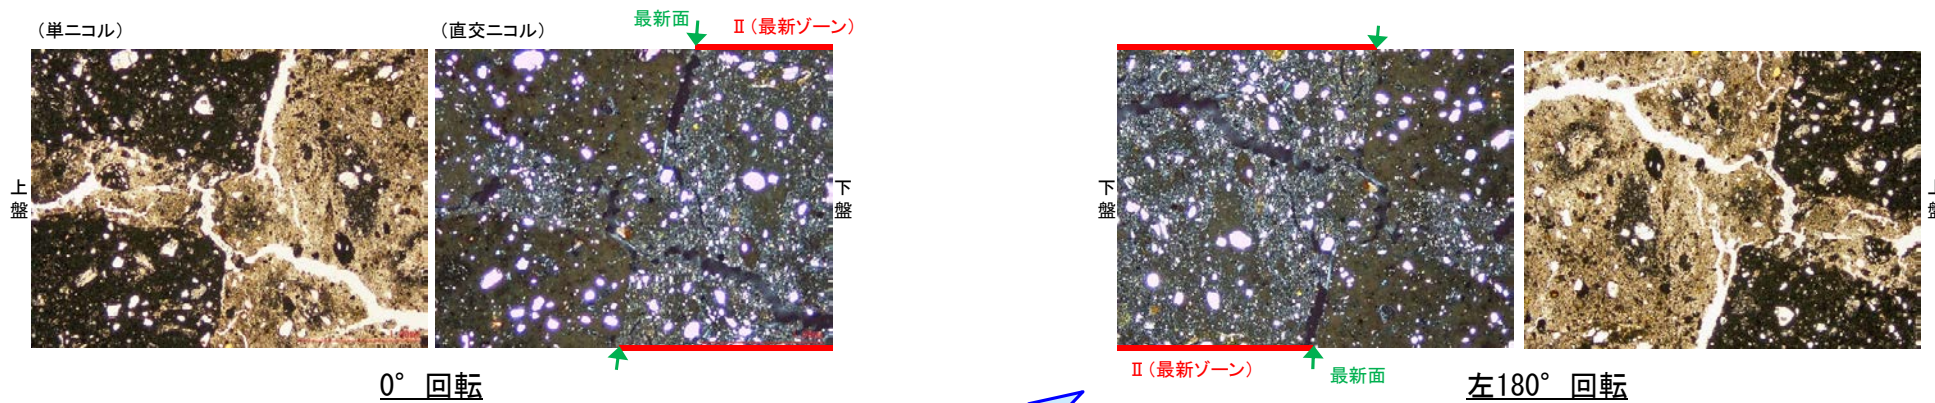 (単ニコル)
(直交ニコル)
最新面
Ⅱ(最新ゾーン)
上盤
下盤
0° 回転
下盤
上盤
Ⅱ(最新ゾーン)
最新面
左180° 回転